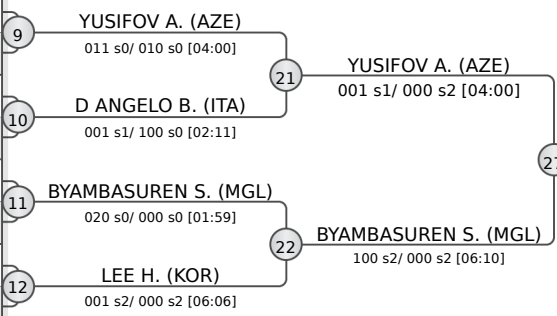 YUSIFOV A. (AZE)
9
011 s0/ 010 s0 [04:00]
YUSIFOV A. (AZE)
21
001 s1/ 000 s2 [04:00]
D ANGELO B. (ITA)
10
001 s1/ 100 s0 [02:11]
27
BYAMBASUREN S. (MGL)
11
020 s0/ 000 s0 [01:59]
BYAMBASUREN S. (MGL)
22
100 s2/ 000 s2 [06:10]
LEE H. (KOR)
12
001 s2/ 000 s2 [06:06]